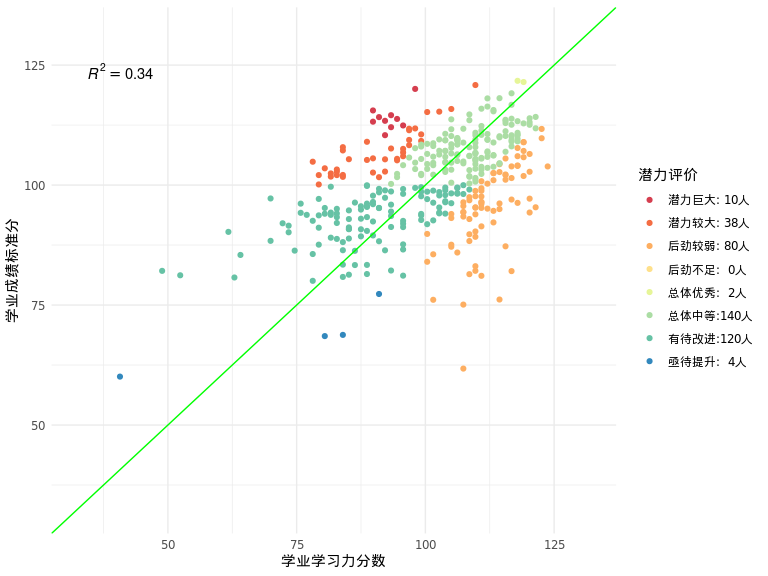 R² = 0.34
125
100
75
50
学业成绩标准分
50
75
100
125
学业学习力分数
潜力评价
潜力巨大: 10人
潜力较大: 38人
后劲较弱: 80人
后劲不足: 0人
总体优秀: 2人
总体中等:140人
有待改进:120人
亟待提升: 4人